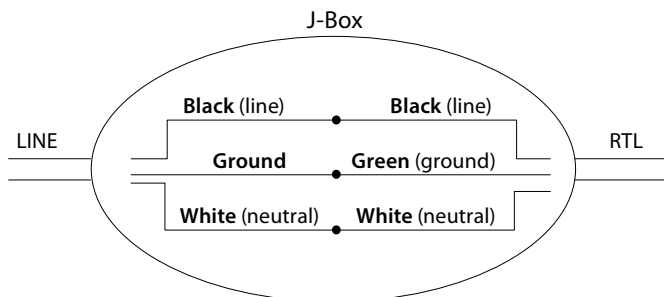 J-Box
Black (line) Black (line)
LINE RTL
Ground Green (ground)
White (neutral) White (neutral)